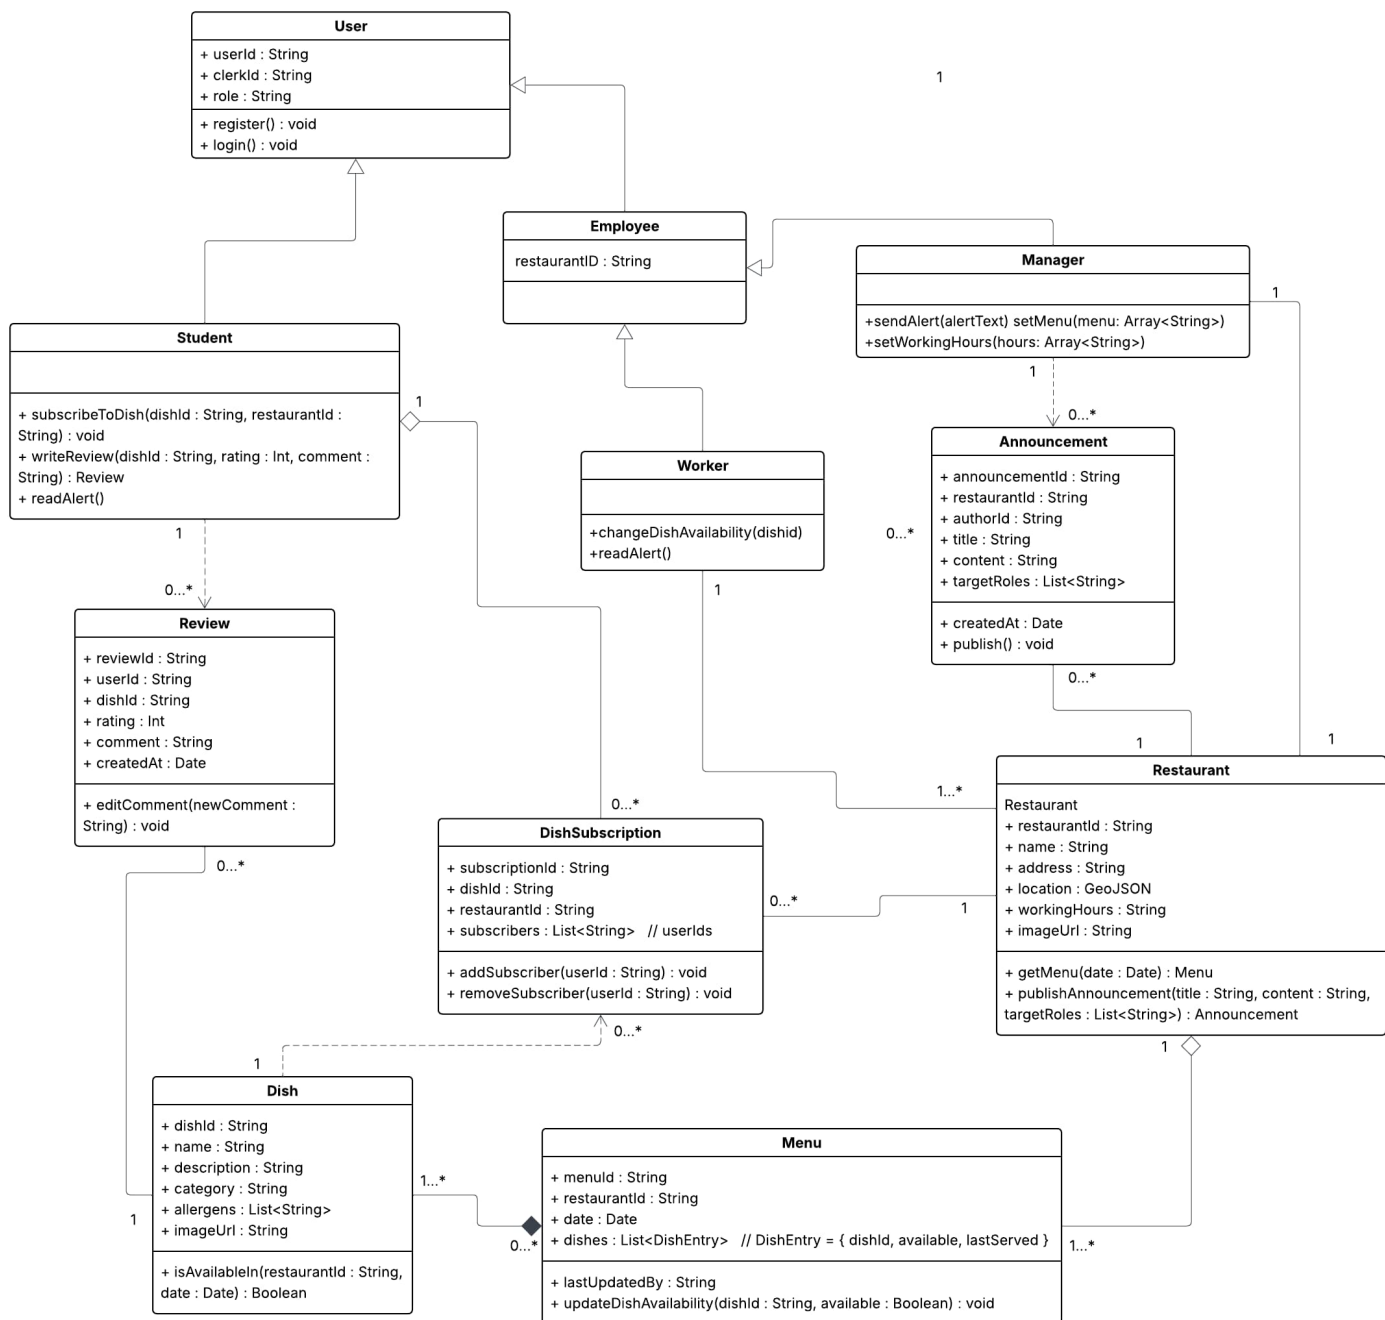 User
+ userId : String
+ clerkId : String
+ role : String
+ register() : void
+ login() : void
1
Employee
restaurantID : String
Manager
+sendAlert(alertText) setMenu(menu: Array<String>)
+setWorkingHours(hours: Array<String>)
1
1
0...*
Student
+ subscribeToDish(dishId : String, restaurantId :
String) : void
+ writeReview(dishId : String, rating : Int, comment :
String) : Review
+ readAlert()
1
1
0...*
Worker
+changeDishAvailability(dishid)
+readAlert()
1
Announcement
+ announcementId : String
+ restaurantId : String
+ authorId : String
+ title : String
+ content : String
+ targetRoles : List<String>
+ createdAt : Date
+ publish() : void
0...*
0...*
1
1
Review
+ reviewId : String
+ userId : String
+ dishId : String
+ rating : Int
+ comment : String
+ createdAt : Date
+ editComment(newComment :
String) : void
0...*
0...*
1...*
DishSubscription
+ subscriptionId : String
+ dishId : String
+ restaurantId : String
+ subscribers : List<String> // userIds
+ addSubscriber(userId : String) : void
+ removeSubscriber(userId : String) : void
0...*
1
0...*
Restaurant
Restaurant
+ restaurantId : String
+ name : String
+ address : String
+ location : GeoJSON
+ workingHours : String
+ imageUrl : String
+ getMenu(date : Date) : Menu
+ publishAnnouncement(title : String, content : String,
targetRoles : List<String>) : Announcement
1
1
Dish
+ dishId : String
+ name : String
+ description : String
+ category : String
+ allergens : List<String>
+ imageUrl : String
+ isAvailableIn(restaurantId : String,
date : Date) : Boolean
1
1...*
0...*
Menu
+ menuId : String
+ restaurantId : String
+ date : Date
+ dishes : List<DishEntry> // DishEntry = { dishId, available, lastServed }
+ lastUpdatedBy : String
+ updateDishAvailability(dishId : String, available : Boolean) : void
1...*